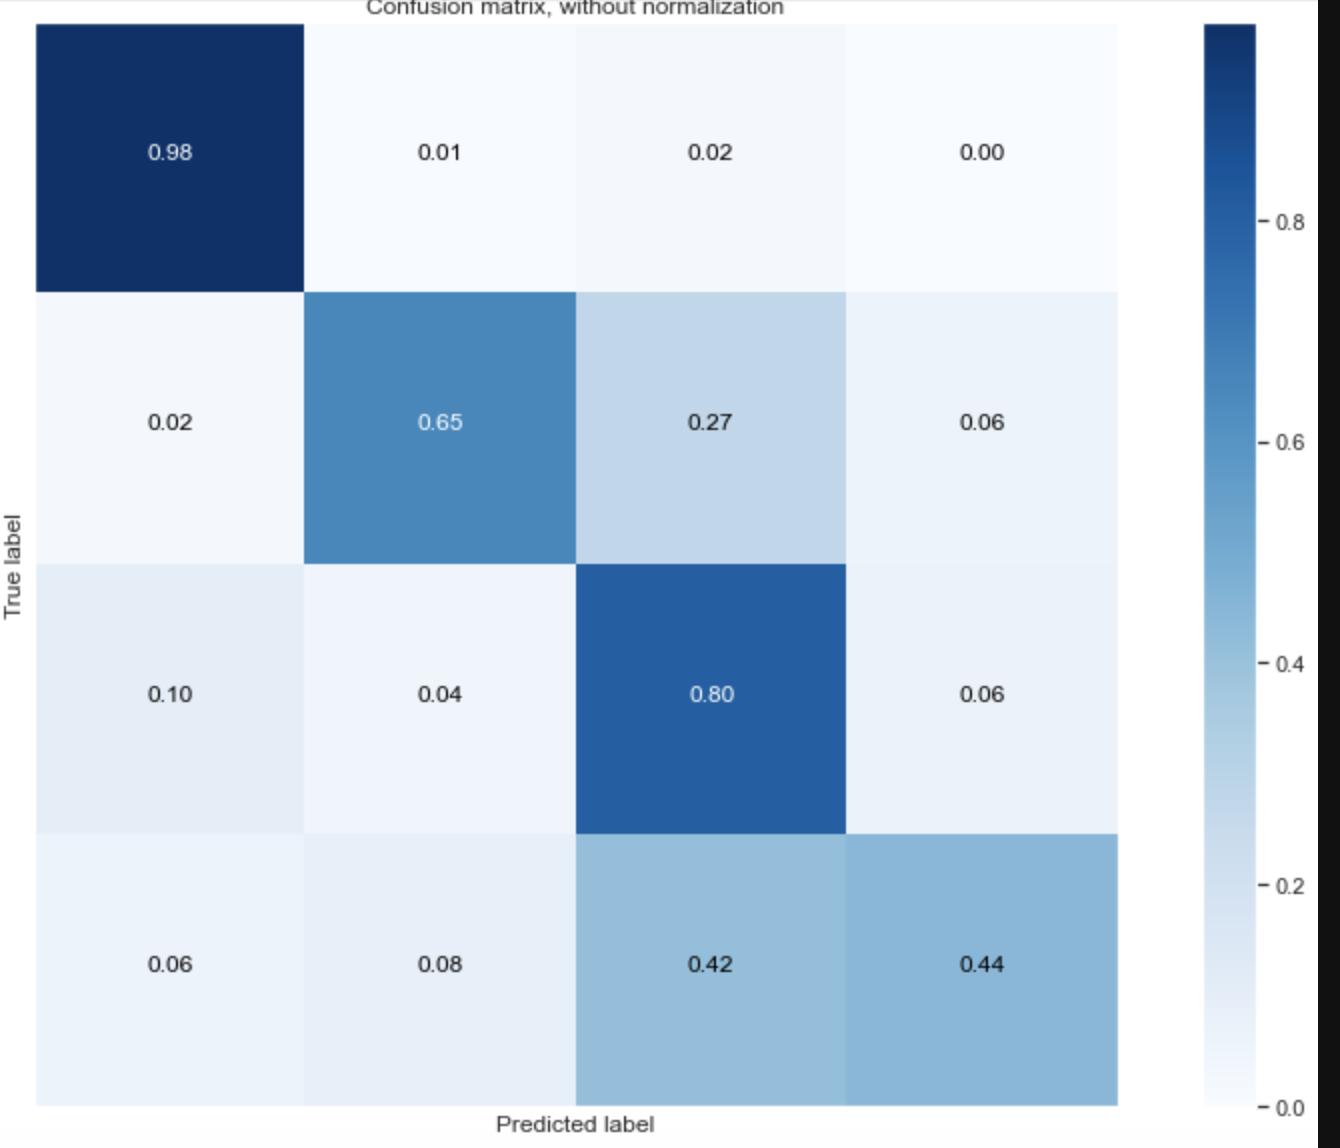 Confusion matrix, without normalization
0.98 0.01 0.02 0.00
0.02 0.65 0.27 0.06
0.10 0.04 0.80 0.06
0.06 0.08 0.42 0.44
True label
Predicted label
0.8
0.6
0.4
0.2
0.0